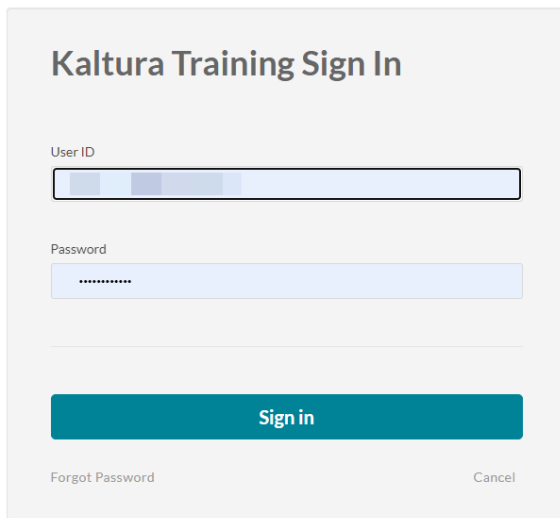 Kaltura Training Sign In
User ID
Password
••••••••••••
Sign in
Forgot Password Cancel